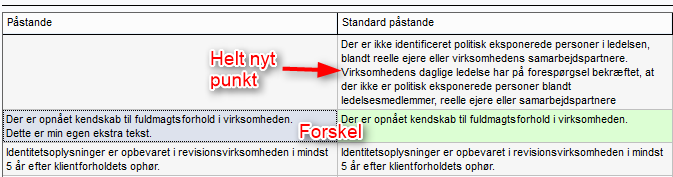 Påstande
Standard påstande
Der er ikke identificeret politisk eksponerede personer i ledelsen,
blandt reelle ejere eller virksomhedens samarbejdspartnere.
Virksomhedens daglige ledelse har på forespørgsel bekræftet, at
der ikke er politisk eksponerede personer blandt
ledelsesmedlemmer, reelle ejere eller samarbejdspartnere
Helt nyt
punkt
Der er opnået kendskab til fuldmagtsforhold i virksomheden.
Dette er min egen ekstra tekst.
Forskel
Der er opnået kendskab til fuldmagtsforhold i virksomheden.
Identitetsoplysninger er opbevaret i revisionsvirksomheden i mindst
5 år efter klientforholdets ophør.
Identitetsoplysninger er opbevaret i revisionsvirksomheden i mindst
5 år efter klientforholdets ophør.